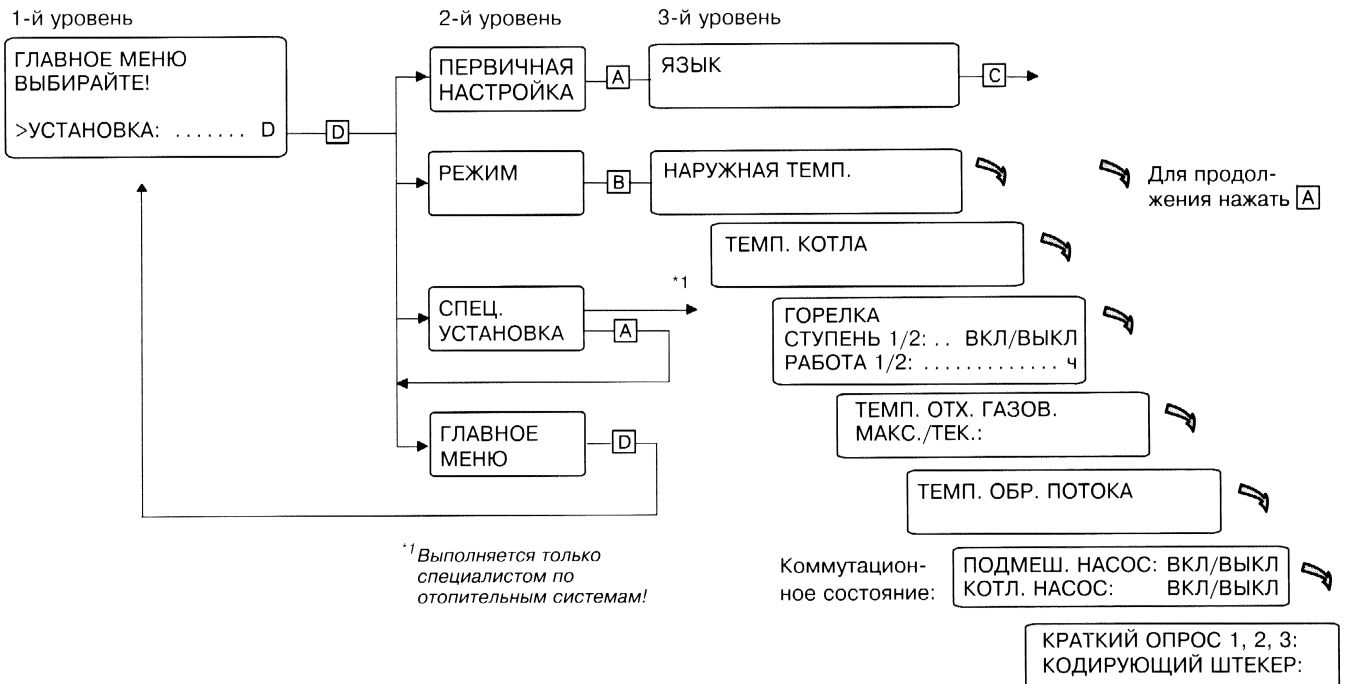 1-й уровень
2-й уровень
3-й уровень
ГЛАВНОЕ МЕНЮ
ВЫБИРАЙТЕ!
>УСТАНОВКА: ....... D
D
ПЕРВИЧНАЯ
НАСТРОЙКА
A
ЯЗЫК
C
РЕЖИМ
B
НАРУЖНАЯ ТЕМП.
Для продол-
жения нажать A
ТЕМП. КОТЛА
*1
СПЕЦ.
УСТАНОВКА
A
ГОРЕЛКА
СТУПЕНЬ 1/2: .. ВКЛ/ВЫКЛ
РАБОТА 1/2: ............. ч
ТЕМП. ОТХ. ГАЗОВ.
МАКС./ТЕК.:
ГЛАВНОЕ
МЕНЮ
D
ТЕМП. ОБР. ПОТОКА
*1 Выполняется только
специалистом по
отопительным системам!
Коммутацион-
ное состояние:
ПОДМЕШ. НАСОС: ВКЛ/ВЫКЛ
КОТЛ. НАСОС: ВКЛ/ВЫКЛ
КРАТКИЙ ОПРОС 1, 2, 3:
КОДИРУЮЩИЙ ШТЕКЕР: